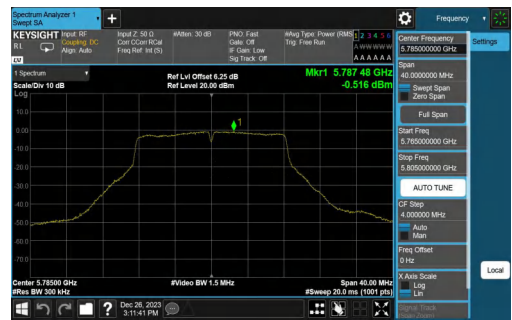 Spectrum Analyzer 1
Swept SA
Frequency
KEYSIGHT
RL
LV
Input: RF
Coupling: DC
Align: Auto
Input Z: 50 Ω
Corr CCorr RCal
Freq Ref: Int (S)
#Atten: 30 dB
PNO: Fast
Gate: Off
IF Gain: Low
Sig Track: Off
#Avg Type: Power (RMS
Trig: Free Run
1 2 3 4 5 6
A W W W W W
A A A A A A
1 Spectrum
Scale/Div 10 dB
Log
Ref Lvl Offset 6.25 dB
Ref Level 20.00 dBm
Mkr1 5.787 48 GHz
-0.516 dBm
1
10.0
0.00
-10.0
-20.0
-30.0
-40.0
-50.0
-60.0
-70.0
Center 5.78500 GHz
#Res BW 300 kHz
#Video BW 1.5 MHz
Span 40.00 MHz
#Sweep 20.0 ms (1001 pts)
Dec 26, 2023
3:11:41 PM
Center Frequency
5.785000000 GHz
Settings
Span
40.0000000 MHz
Swept Span
Zero Span
Full Span
Start Freq
5.765000000 GHz
Stop Freq
5.805000000 GHz
AUTO TUNE
CF Step
4.000000 MHz
Auto
Man
Freq Offset
0 Hz
X Axis Scale
Log
Lin
Local
Signal Track